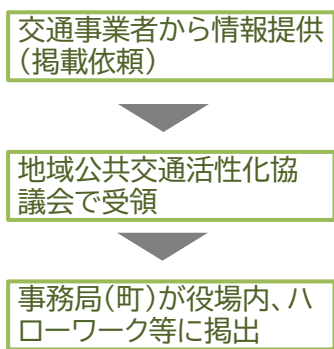 交通事業者から情報提供
(掲載依頼)
地域公共交通活性化協
議会で受領
事務局(町)が役場内、ハ
ローワーク等に掲出